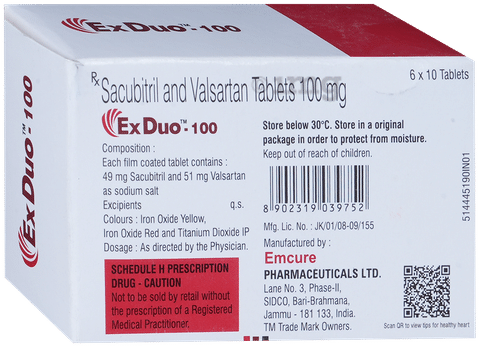 ExDuo™-100
ExDuo™-100
℞ Sacubitril and Valsartan Tablets 100 mg
6 x 10 Tablets
ExDuo™-100
Composition :
Each film coated tablet contains :
49 mg Sacubitril and 51 mg Valsartan
as sodium salt
Excipients q.s.
Colours : Iron Oxide Yellow,
Iron Oxide Red and Titanium Dioxide IP
Dosage : As directed by the Physician.
SCHEDULE H PRESCRIPTION
DRUG - CAUTION
Not to be sold by retail without
the prescription of a Registered
Medical Practitioner.
Store below 30°C. Store in a original
package in order to protect from moisture.
Keep out of reach of children.
8 902319 039752
Mfg. Lic. No. : JK/01/08-09/155
Manufactured by :
Emcure
PHARMACEUTICALS LTD.
Lane No. 3, Phase-II,
SIDCO, Bari-Brahmana,
Jammu - 181 133, India.
TM Trade Mark Owners.
Scan QR to view tips for healthy heart
514445190IN01